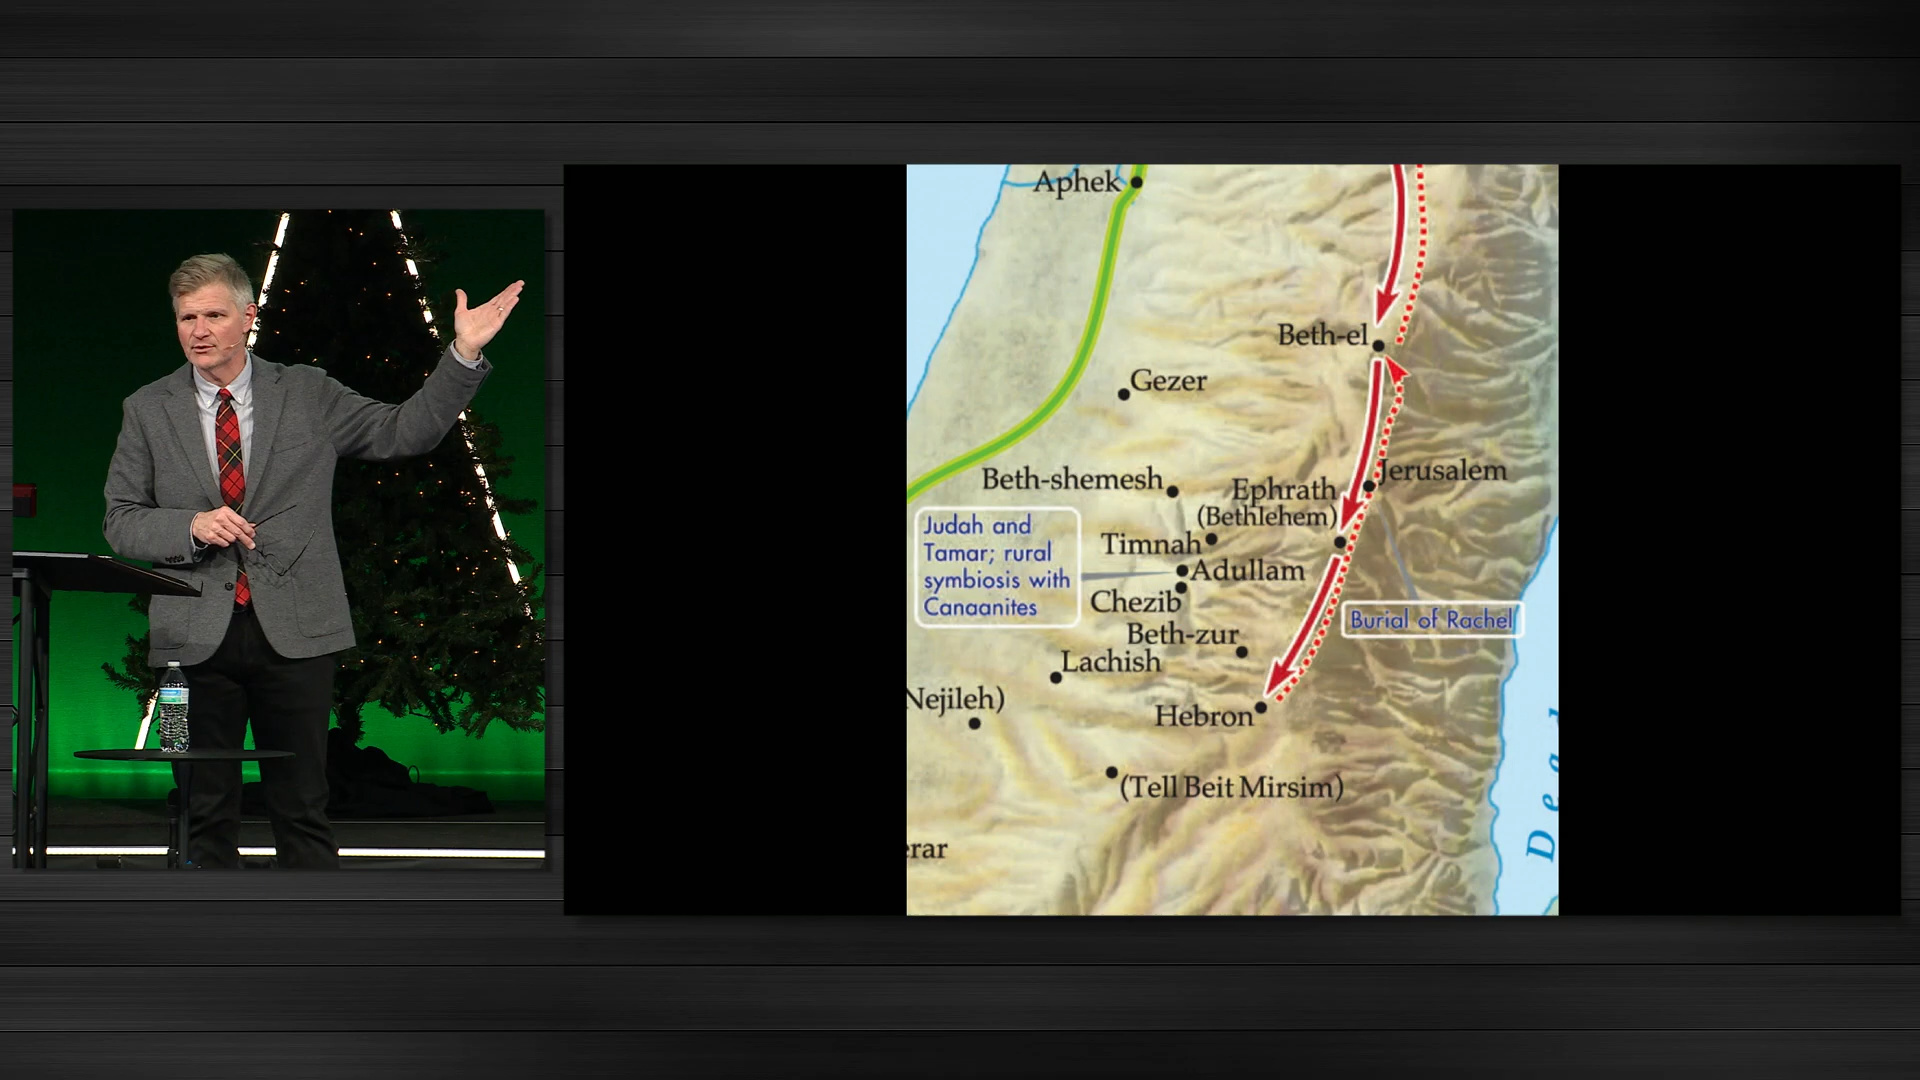 Aphek
Beth-el
Gezer
Jerusalem
Beth-shemesh
Ephrath
(Bethlehem)
Judah and
Tamar; rural
symbiosis with
Canaanites
Timnah
Adullam
Chezib
Burial of Rachel
Beth-zur
Lachish
Nejileh)
Hebron
(Tell Beit Mirsim)
erar
Dead